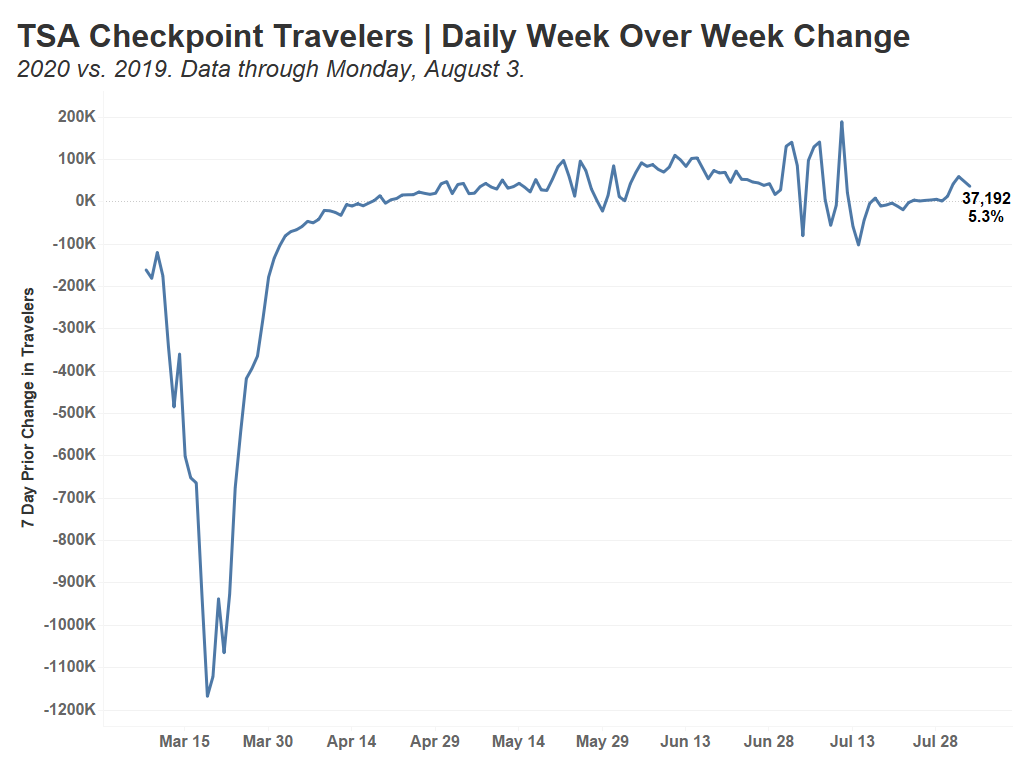 TSA Checkpoint Travelers | Daily Week Over Week Change
2020 vs. 2019. Data through Monday, August 3.
7 Day Prior Change in Travelers
200K
100K
0K
-100K
-200K
-300K
-400K
-500K
-600K
-700K
-800K
-900K
-1000K
-1100K
-1200K
37,192
5.3%
Mar 15 Mar 30 Apr 14 Apr 29 May 14 May 29 Jun 13 Jun 28 Jul 13 Jul 28